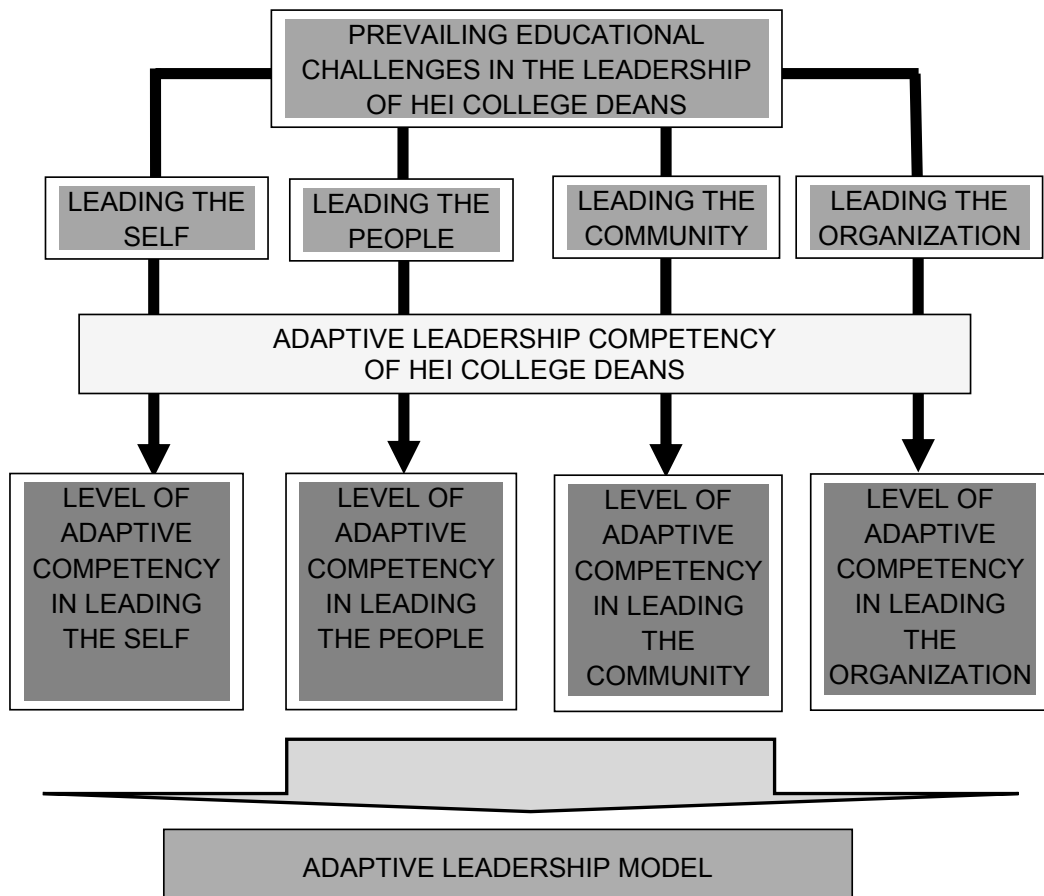 PREVAILING EDUCATIONAL
CHALLENGES IN THE LEADERSHIP
OF HEI COLLEGE DEANS
LEADING THE
SELF
LEADING THE
PEOPLE
LEADING THE
COMMUNITY
LEADING THE
ORGANIZATION
ADAPTIVE LEADERSHIP COMPETENCY
OF HEI COLLEGE DEANS
LEVEL OF
ADAPTIVE
COMPETENCY
IN LEADING
THE SELF
LEVEL OF
ADAPTIVE
COMPETENCY
IN LEADING
THE PEOPLE
LEVEL OF
ADAPTIVE
COMPETENCY
IN LEADING
THE
COMMUNITY
LEVEL OF
ADAPTIVE
COMPETENCY
IN LEADING
THE
ORGANIZATION
ADAPTIVE LEADERSHIP MODEL